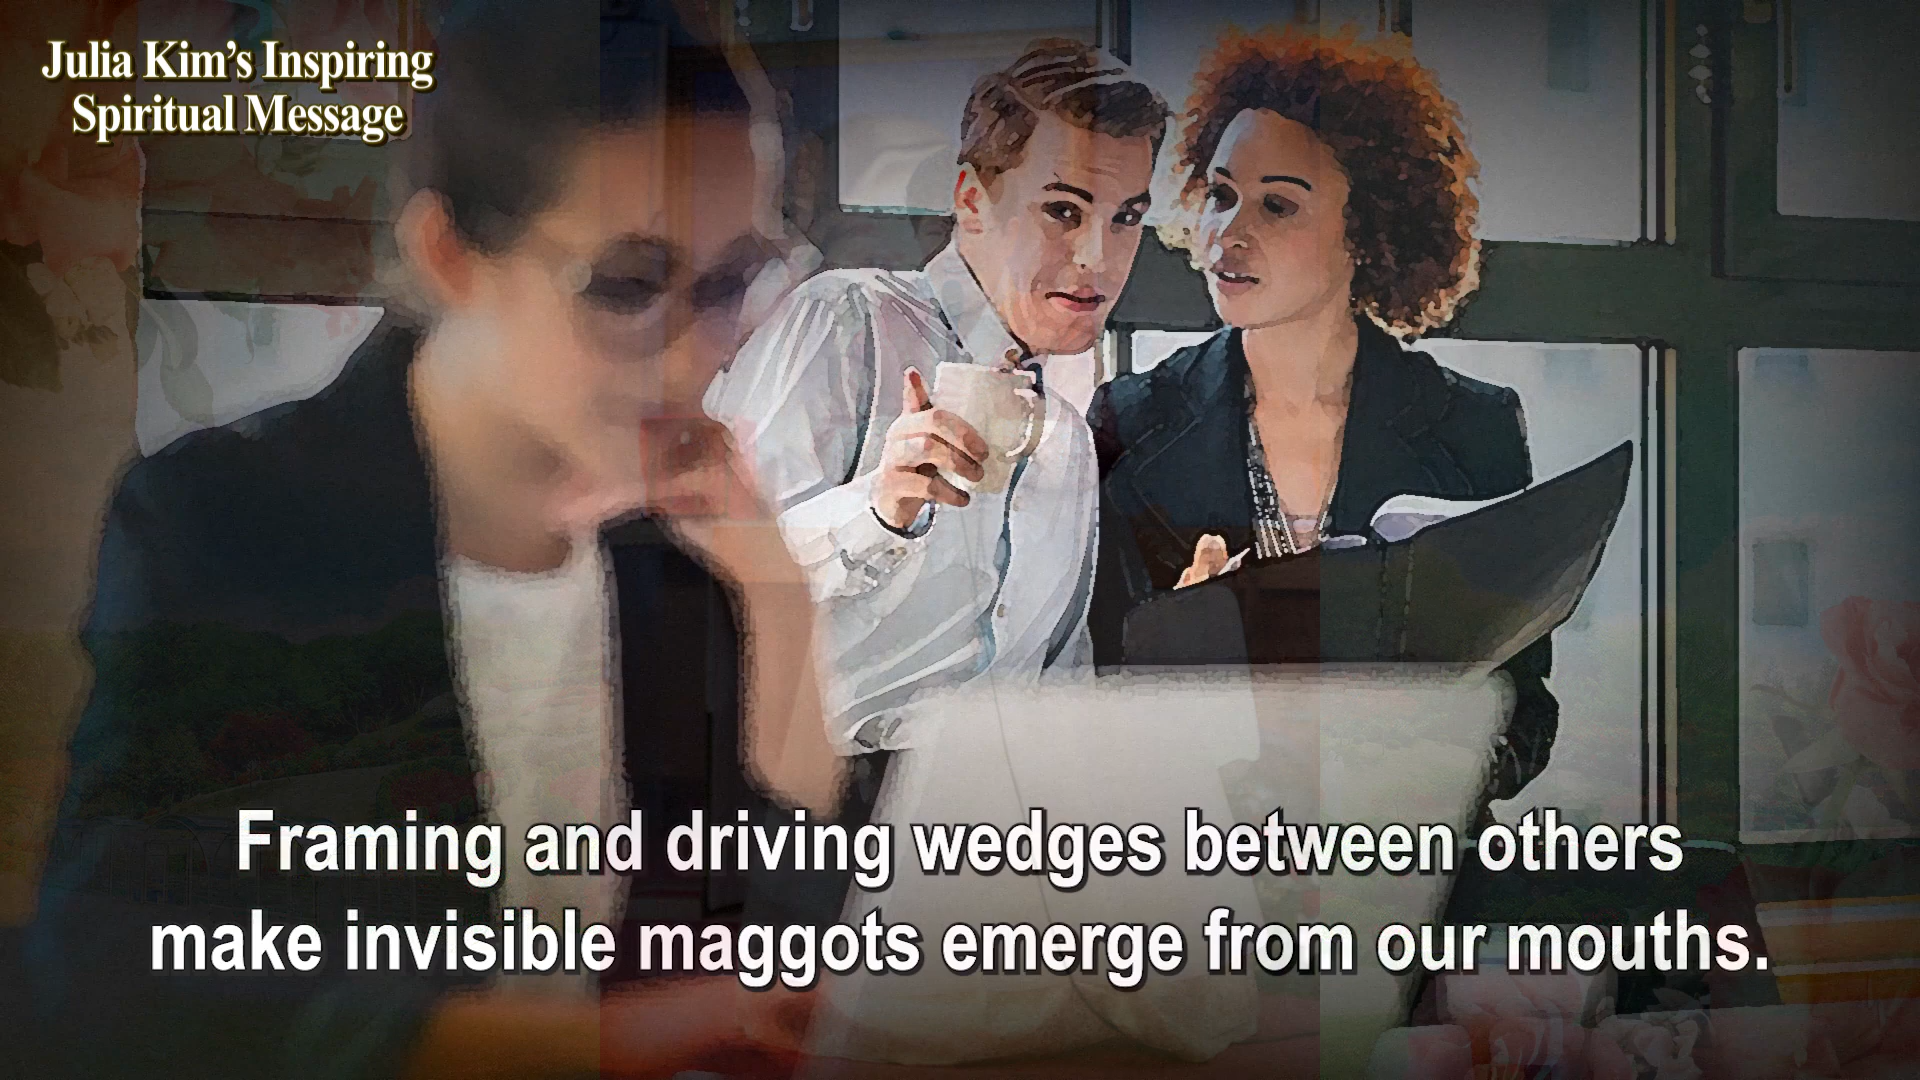 Julia Kim’s Inspiring
Spiritual Message
Framing and driving wedges between others
make invisible maggots emerge from our mouths.